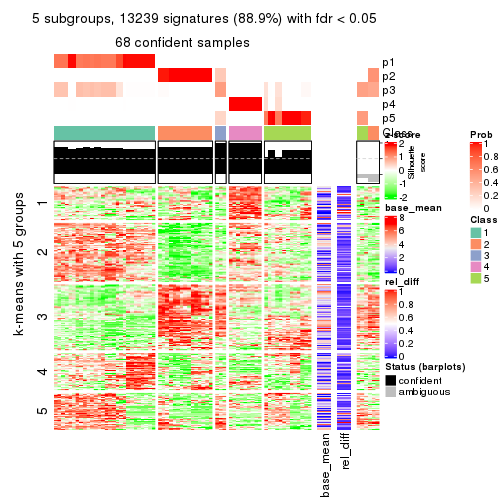 5 subgroups, 13239 signatures (88.9%) with fdr < 0.05
68 confident samples
p1
p2
p3
p4
p5
Class
Silhouette
score
k-means with 5 groups
1
2
3
4
5
base_mean
rel_diff
z-score
2
1
0
-1
-2
base_mean
8
6
4
2
0
rel_diff
1
0.8
0.6
0.4
0.2
0
Status (barplots)
confident
ambiguous
Prob
1
0.8
0.6
0.4
0.2
0
Class
1
2
3
4
5